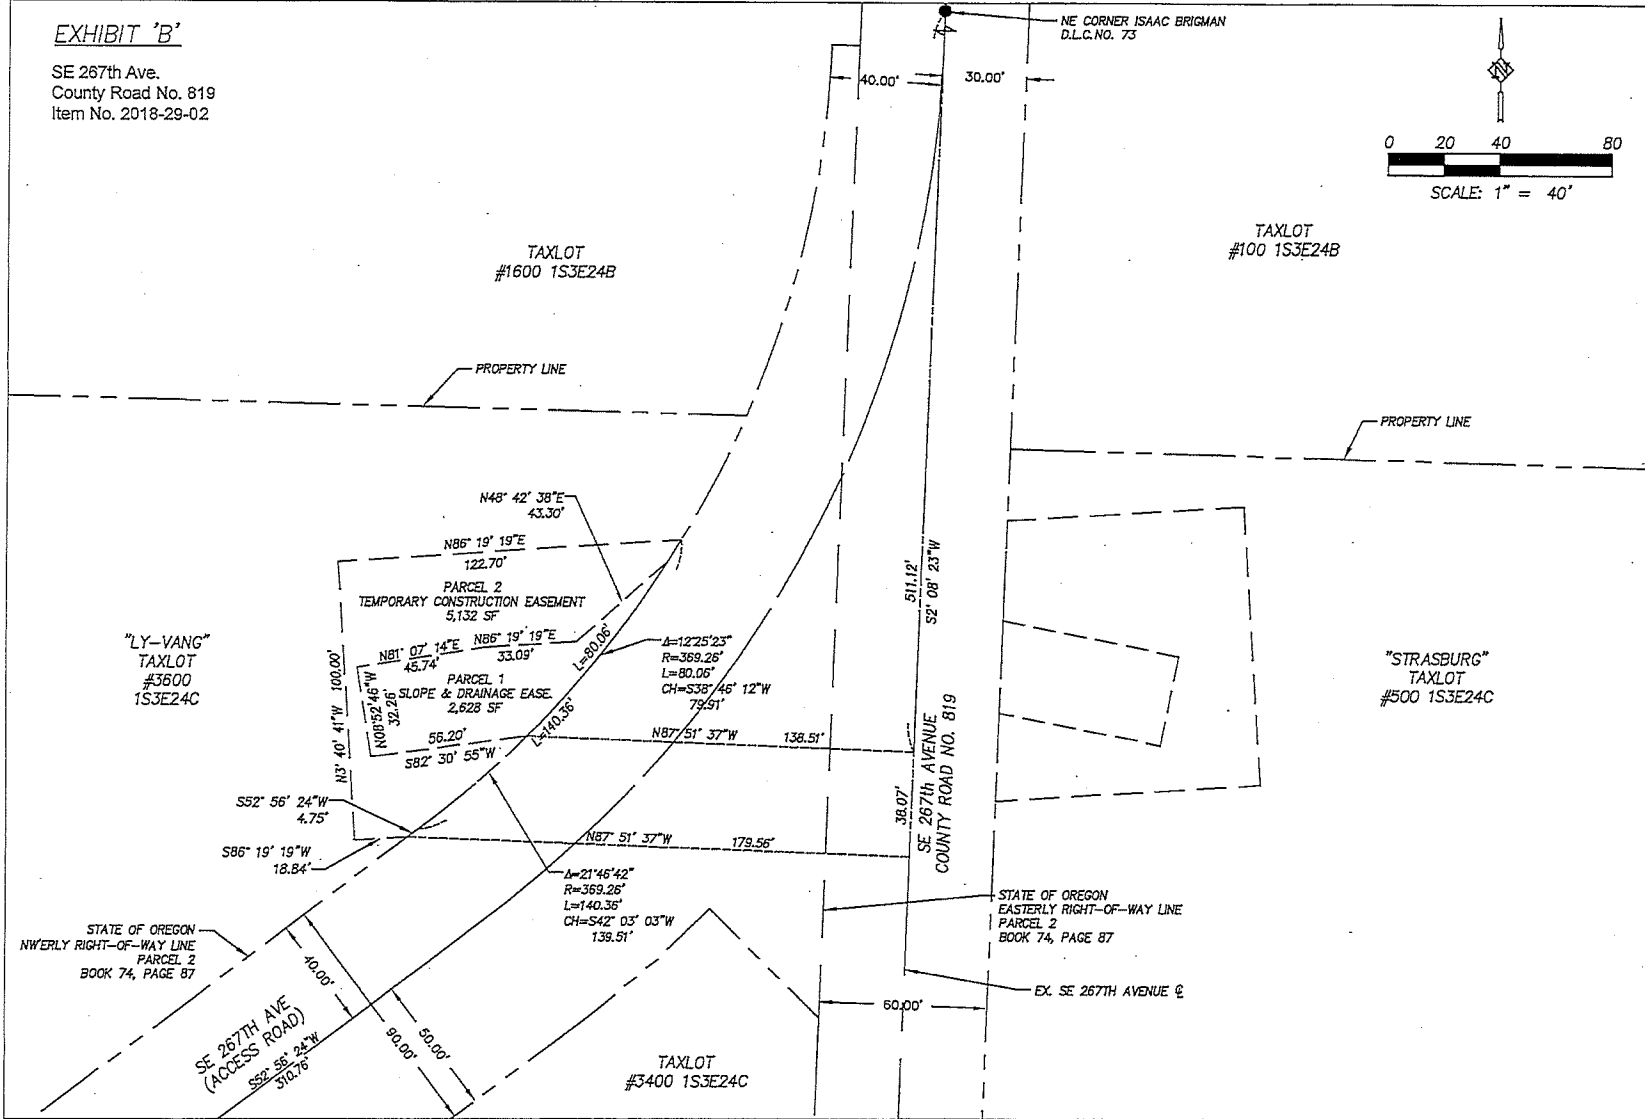 EXHIBIT 'B'
SE 267th Ave.
County Road No. 819
Item No. 2018-29-02
NE CORNER ISAAC BRIGMAN
D.L.C. NO. 73
40.00'
30.00'
N
0 20 40 80
SCALE: 1" = 40'
TAXLOT
#1600 1S3E24B
TAXLOT
#100 1S3E24B
PROPERTY LINE
PROPERTY LINE
N48° 42' 38"E
43.30'
N86° 19' 19"E
122.70'
PARCEL 2
TEMPORARY CONSTRUCTION EASEMENT
5,132 SF
511.12'
S2° 08' 23"W
"LY-VANG"
TAXLOT
#3600
1S3E24C
N3° 40' 41"W 100.00'
N81° 07' 14"E
45.74'
N86° 19' 19"E
33.09'
L=80.06'
Δ=12°25'23"
R=369.26'
L=80.06'
CH=S38° 46' 12"W
79.91'
"STRASBURG"
TAXLOT
#500 1S3E24C
PARCEL 1
SLOPE & DRAINAGE EASE.
2,628 SF
N08°52'46"W
32.26'
56.20'
S82° 30' 55"W
L=140.36'
N87° 51' 37"W 138.51'
SE 267th AVENUE
COUNTY ROAD NO. 819
38.07'
S52° 56' 24"W
4.75'
S86° 19' 19"W
18.84'
N87° 51' 37"W 179.56'
Δ=21°46'42"
R=369.26'
L=140.36'
CH=S42° 03' 03"W
139.51'
STATE OF OREGON
NW'ERLY RIGHT-OF-WAY LINE
PARCEL 2
BOOK 74, PAGE 87
STATE OF OREGON
EASTERLY RIGHT-OF-WAY LINE
PARCEL 2
BOOK 74, PAGE 87
40.00'
90.00'
50.00'
60.00'
EX. SE 267TH AVENUE ℄
SE 267TH AVE
(ACCESS ROAD)
S52° 56' 24"W
310.76'
TAXLOT
#3400 1S3E24C